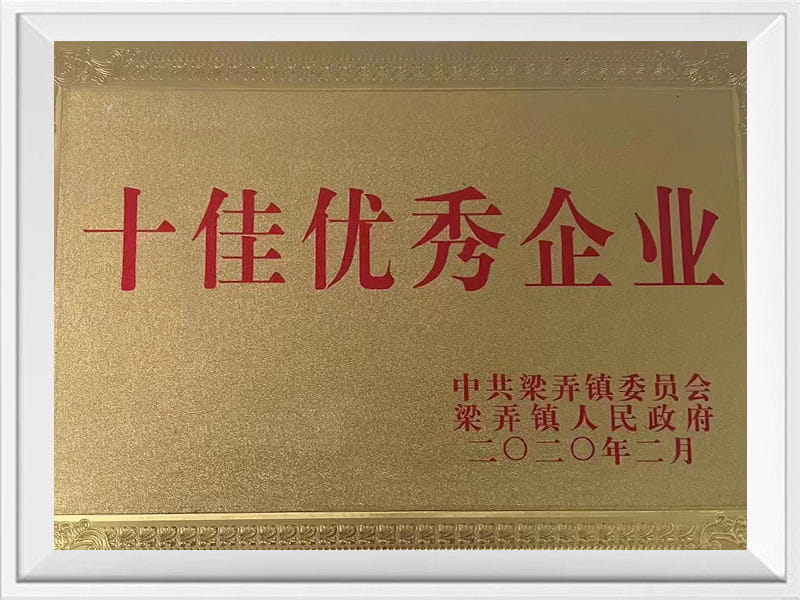 十佳优秀企业
中共梁弄镇委员会
梁弄镇人民政府
二〇二〇年二月